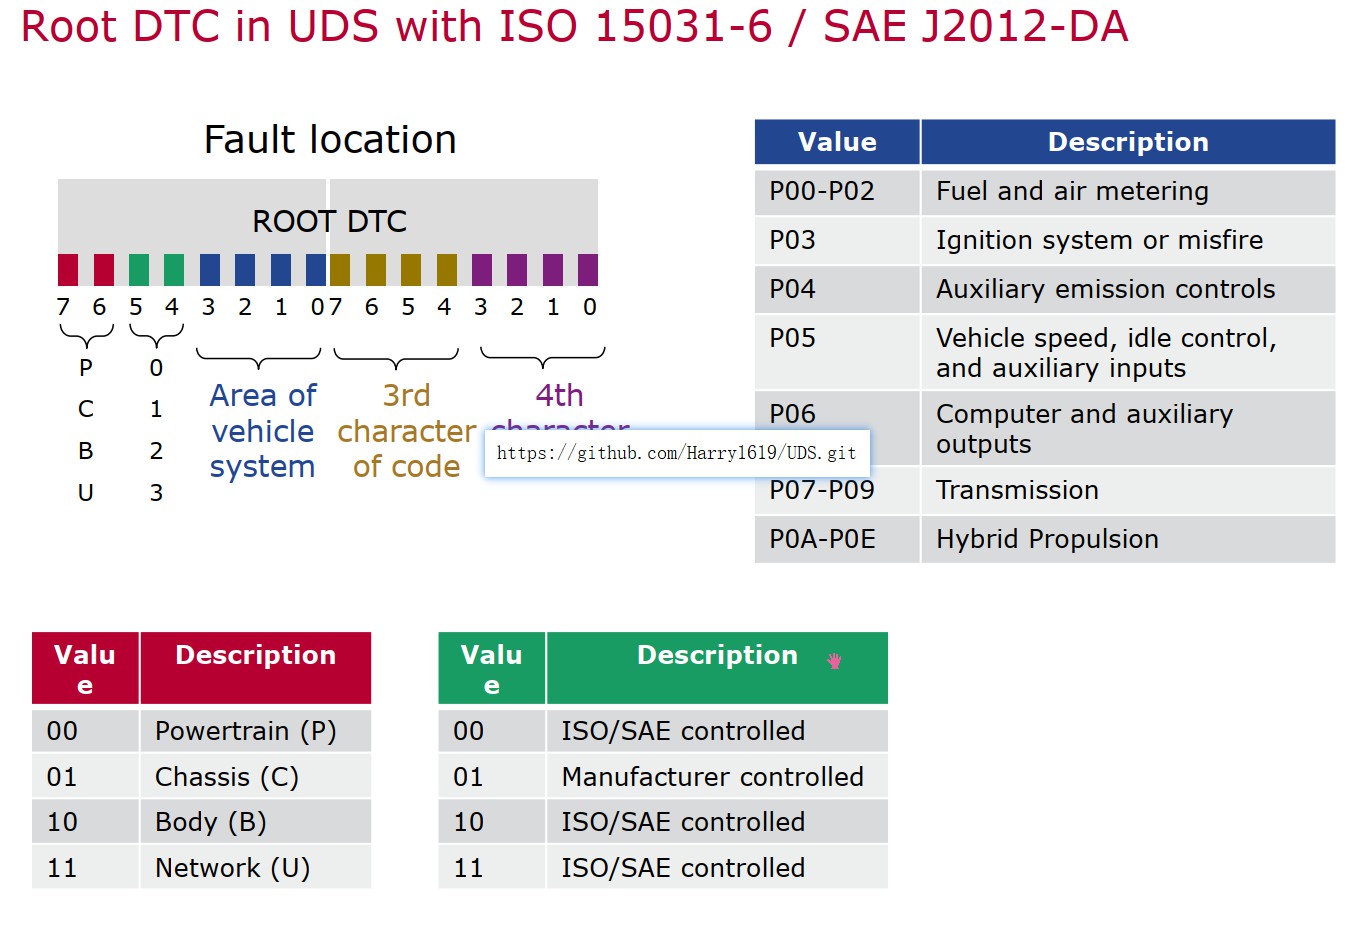 Root DTC in UDS with ISO 15031-6 / SAE J2012-DA
Fault location
ROOT DTC
7 6 5 4 3 2 1 0 7 6 5 4 3 2 1 0
P 0
C 1
B 2
U 3
Area of
vehicle
system
3rd
character
of code
4th
character
https://github.com/Harry1619/UDS.git
Value Description
P00-P02 Fuel and air metering
P03 Ignition system or misfire
P04 Auxiliary emission controls
P05 Vehicle speed, idle control,
and auxiliary inputs
P06 Computer and auxiliary
outputs
P07-P09 Transmission
P0A-P0E Hybrid Propulsion
Valu
e
Description
00 Powertrain (P)
01 Chassis (C)
10 Body (B)
11 Network (U)
Valu
e
Description
00 ISO/SAE controlled
01 Manufacturer controlled
10 ISO/SAE controlled
11 ISO/SAE controlled